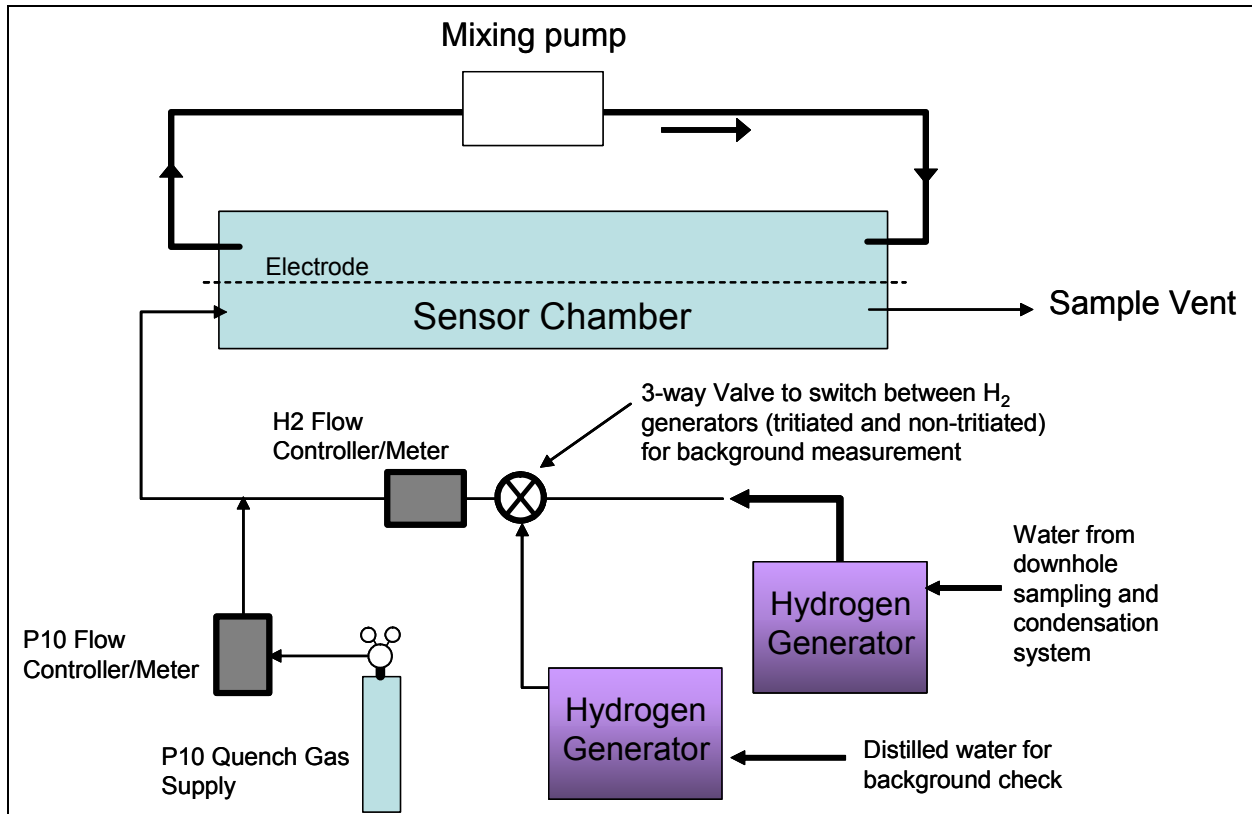 Mixing pump
Electrode
Sensor Chamber
Sample Vent
3-way Valve to switch between H₂
generators (tritiated and non-tritiated)
for background measurement
H2 Flow
Controller/Meter
Water from
downhole
sampling and
condensation
system
Hydrogen
Generator
P10 Flow
Controller/Meter
Hydrogen
Generator
Distilled water for
background check
P10 Quench Gas
Supply